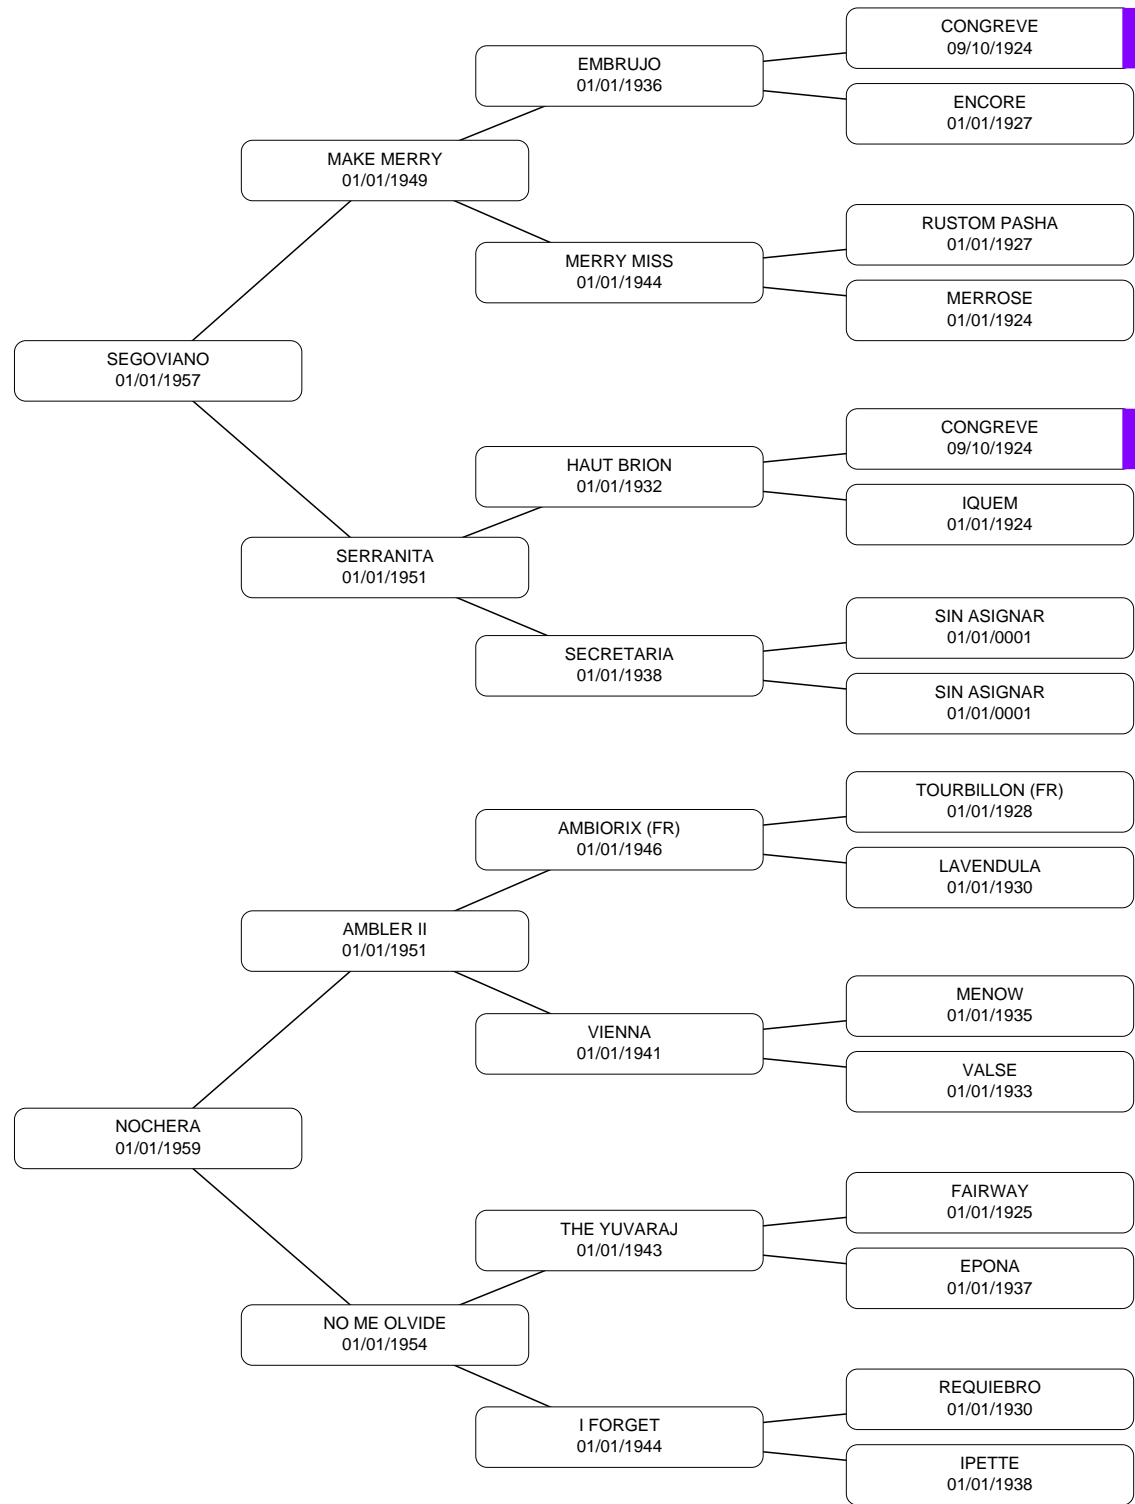 CONGREVE
09/10/1924
EMBRUJO
01/01/1936
ENCORE
01/01/1927
MAKE MERRY
01/01/1949
RUSTOM PASHA
01/01/1927
MERRY MISS
01/01/1944
MERROSE
01/01/1924
SEGOVIANO
01/01/1957
CONGREVE
09/10/1924
HAUT BRION
01/01/1932
IQUEM
01/01/1924
SERRANITA
01/01/1951
SIN ASIGNAR
01/01/0001
SECRETARIA
01/01/1938
SIN ASIGNAR
01/01/0001
TOURBILLON (FR)
01/01/1928
AMBIORIX (FR)
01/01/1946
LAVENDULA
01/01/1930
AMBLER II
01/01/1951
MENOW
01/01/1935
VIENNA
01/01/1941
VALSE
01/01/1933
NOCHERA
01/01/1959
FAIRWAY
01/01/1925
THE YUVARAJ
01/01/1943
EPONA
01/01/1937
NO ME OLVIDE
01/01/1954
REQUIEBRO
01/01/1930
I FORGET
01/01/1944
IPETTE
01/01/1938